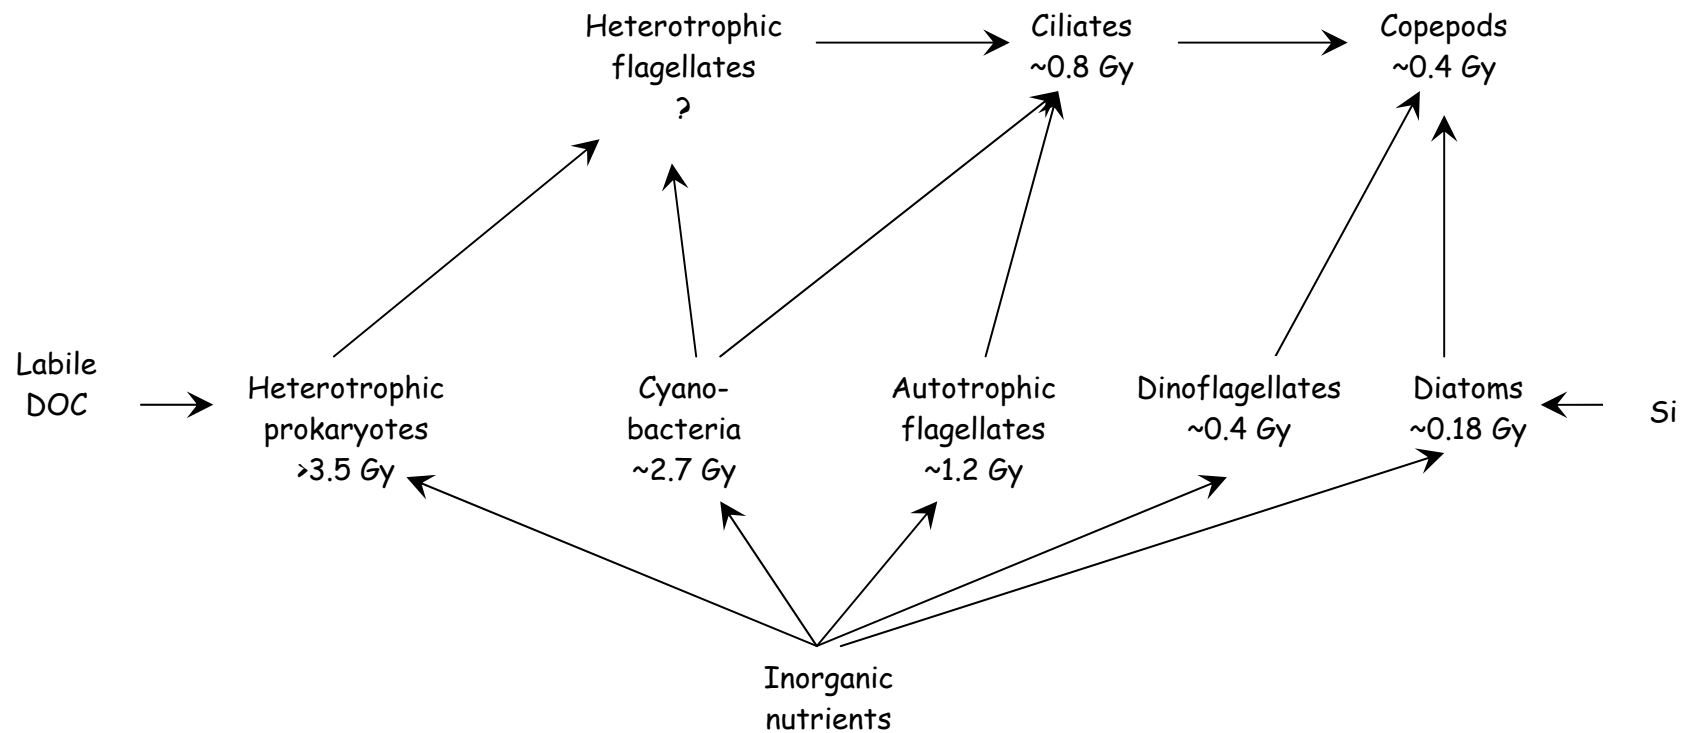 Heterotrophic
flagellates
?
Ciliates
~0.8 Gy
Copepods
~0.4 Gy
Labile
DOC
Heterotrophic
prokaryotes
>3.5 Gy
Cyano-
bacteria
~2.7 Gy
Autotrophic
flagellates
~1.2 Gy
Dinoflagellates
~0.4 Gy
Diatoms
~0.18 Gy
Si
Inorganic
nutrients